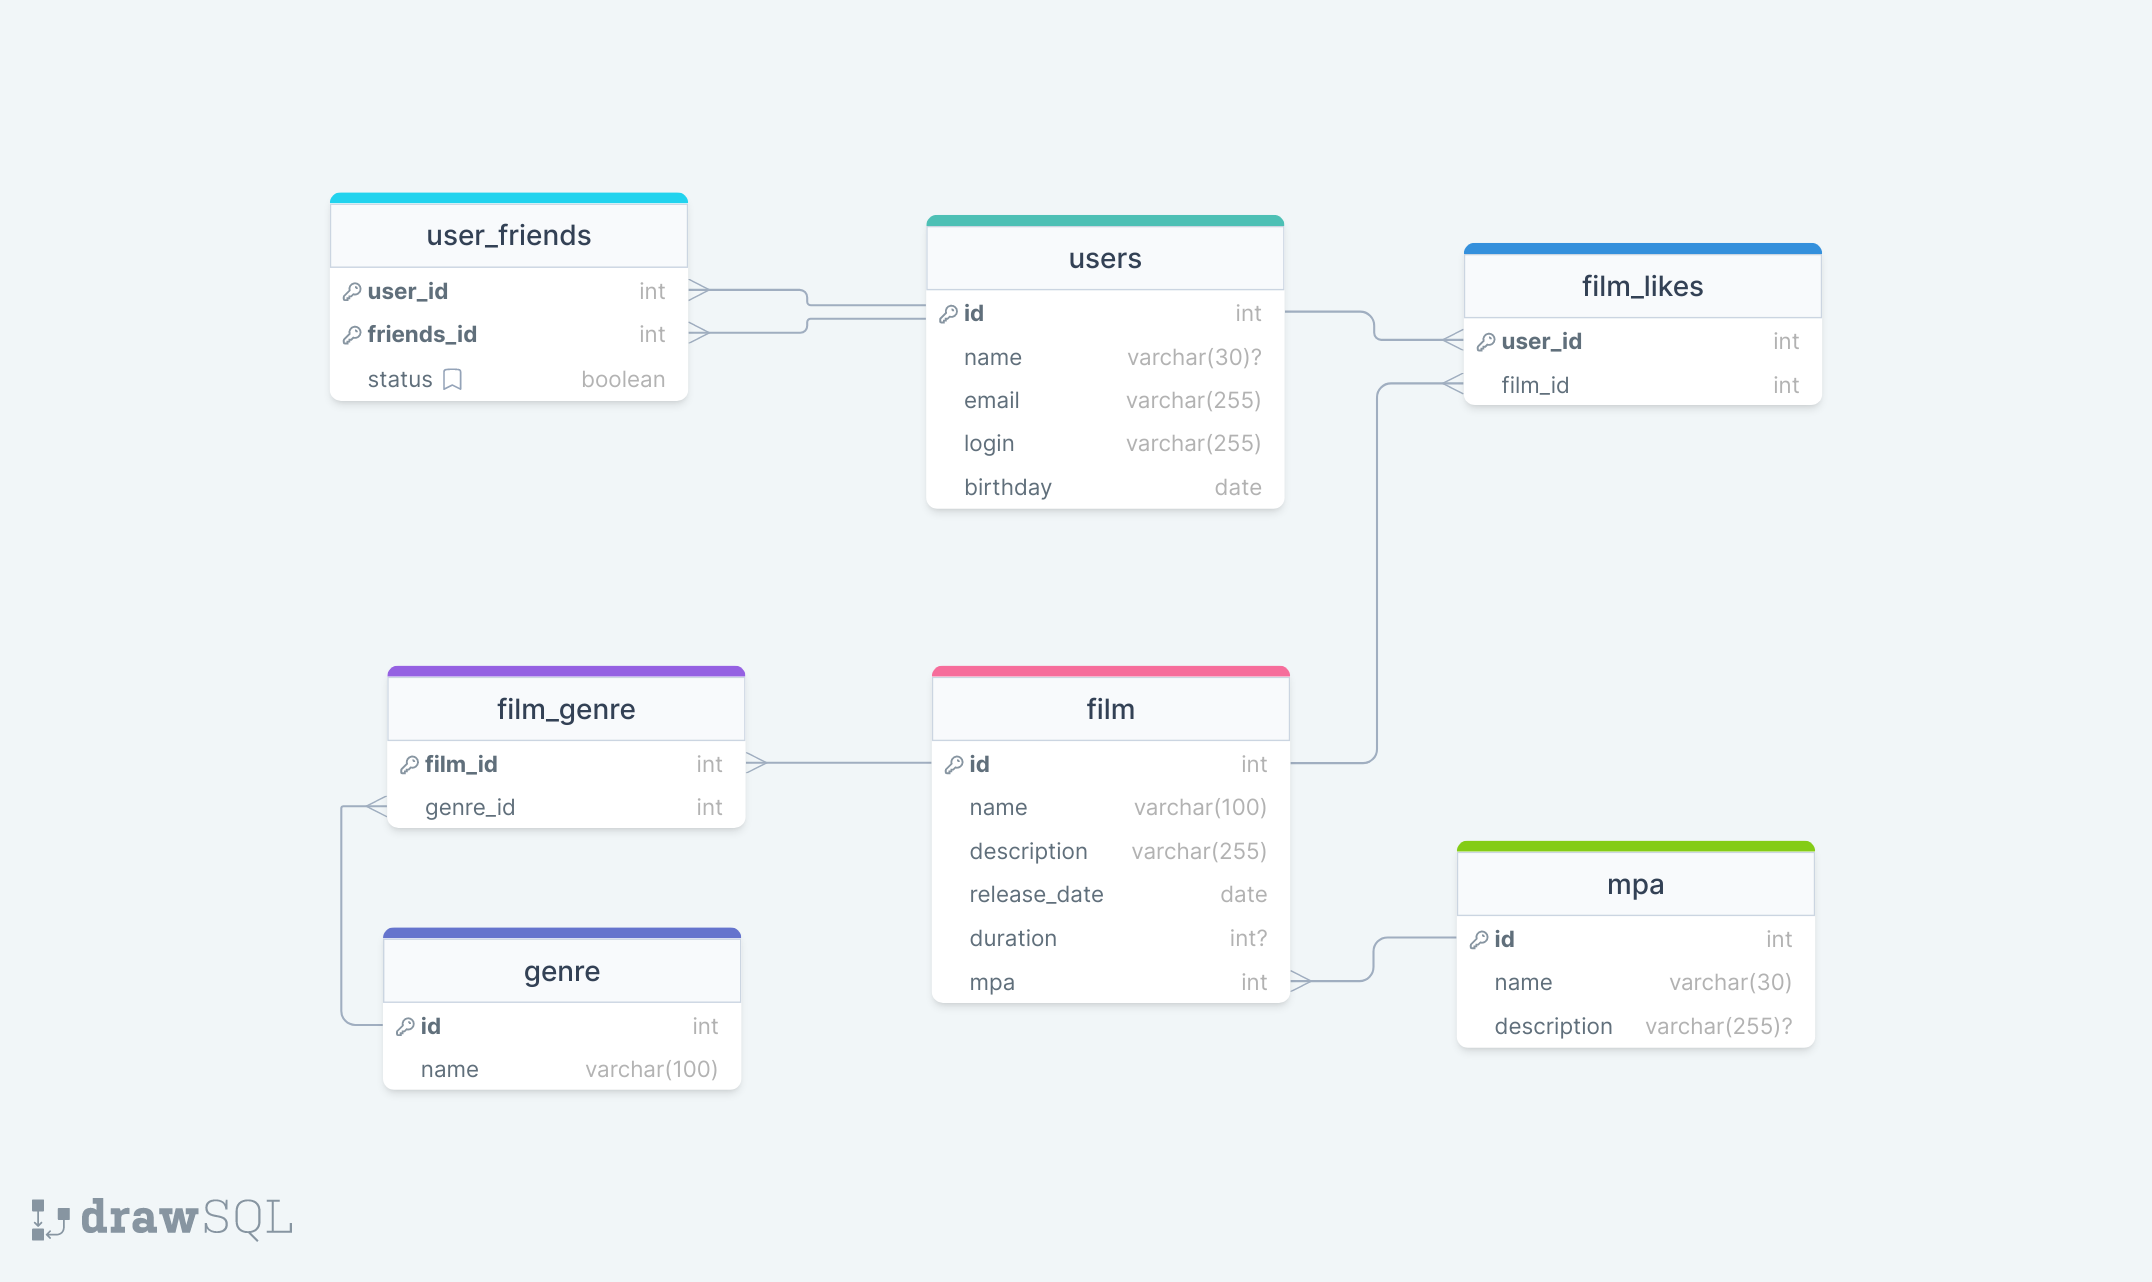 user_friends
user_id int
friends_id int
status boolean
users
id int
name varchar(30)?
email varchar(255)
login varchar(255)
birthday date
film_likes
user_id int
film_id int
film_genre
film_id int
genre_id int
film
id int
name varchar(100)
description varchar(255)
release_date date
duration int?
mpa int
genre
id int
name varchar(100)
mpa
id int
name varchar(30)
description varchar(255)?
drawSQL